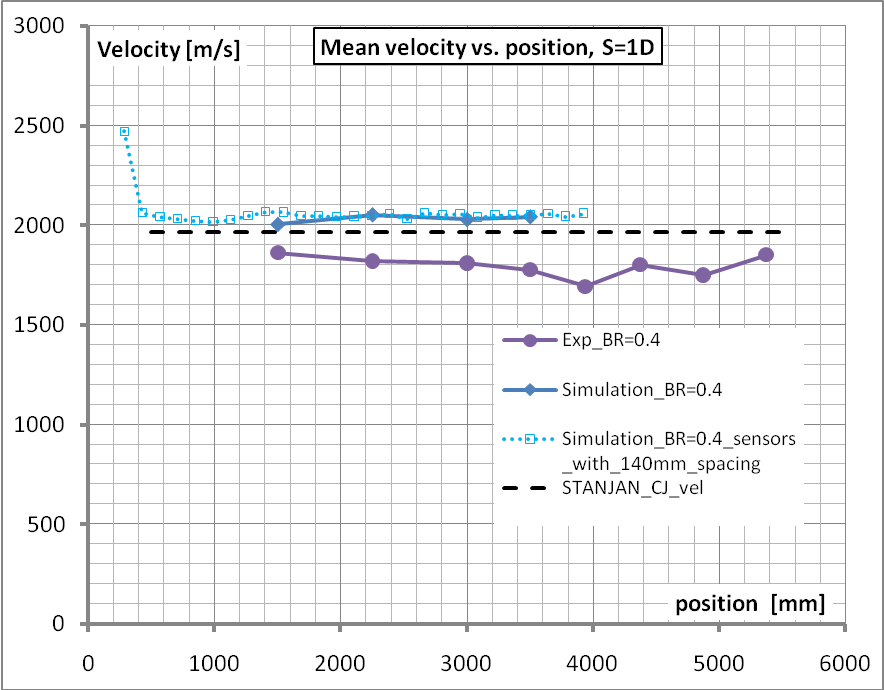 3000
Velocity [m/s]
Mean velocity vs. position, S=1D
2500
2000
1500
Exp_BR=0.4
1000
Simulation_BR=0.4
Simulation_BR=0.4_sensors
_with_140mm_spacing
STANJAN_CJ_vel
500
position [mm]
0
0 1000 2000 3000 4000 5000 6000